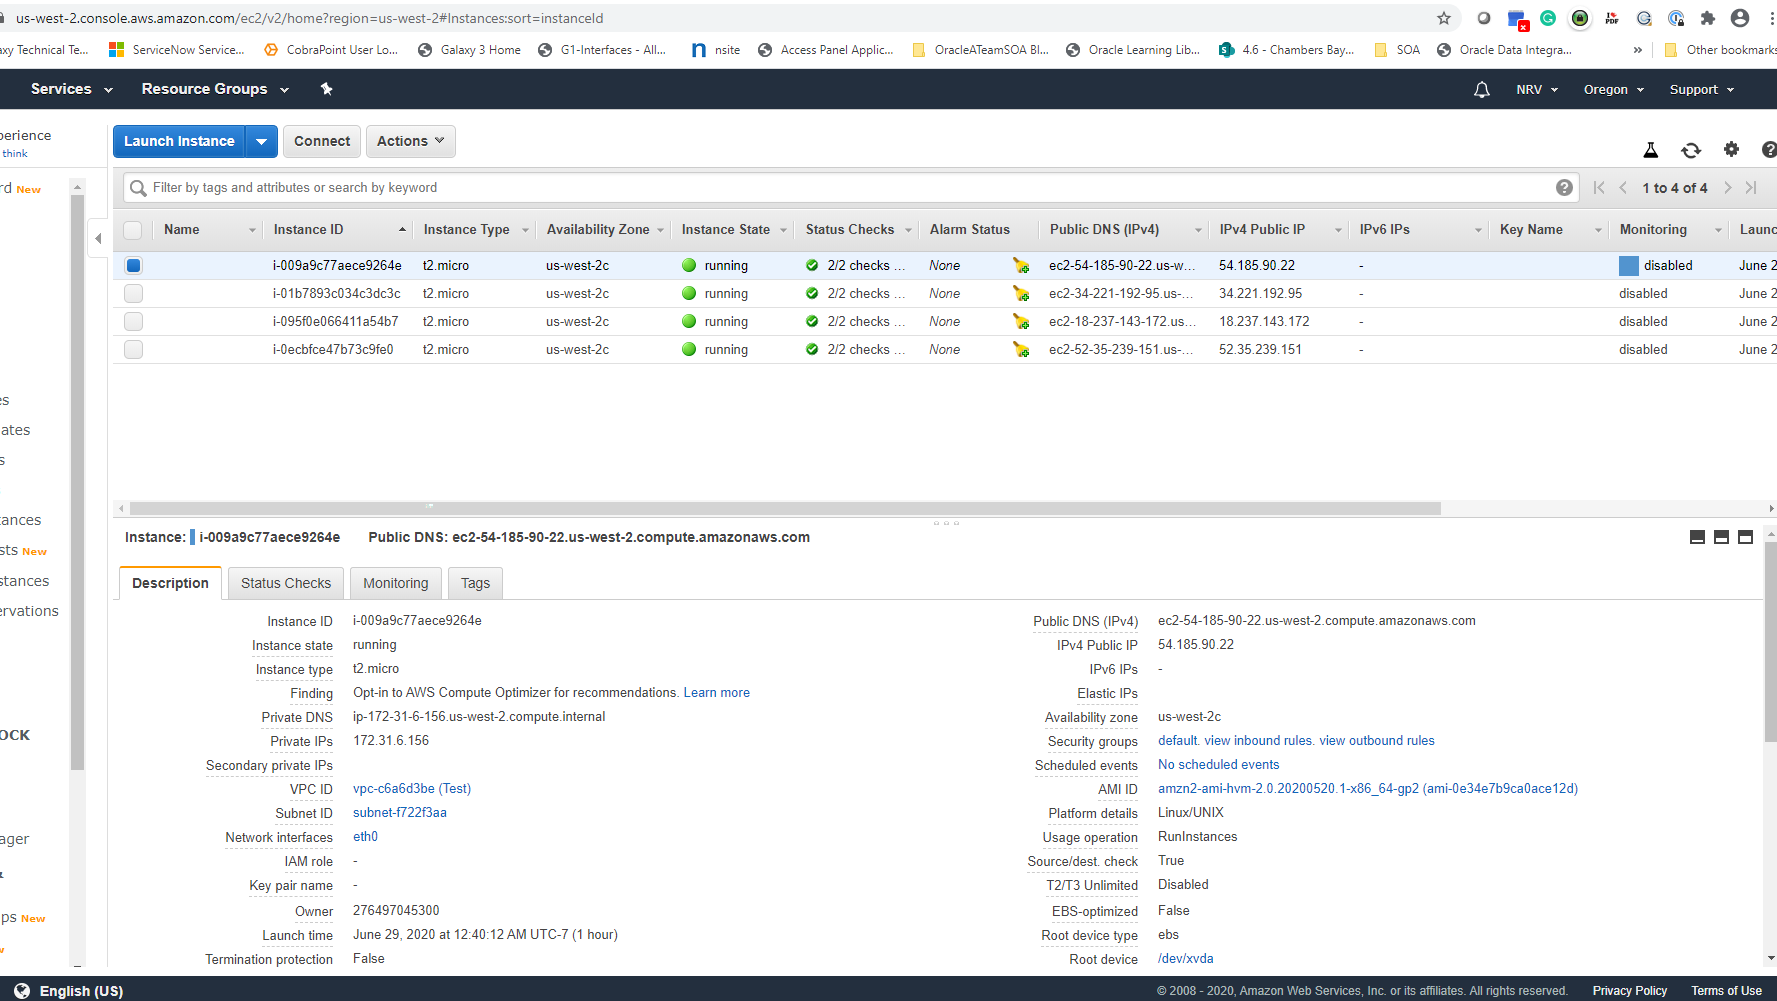 us-west-2.console.aws.amazon.com/ec2/v2/home?region=us-west-2#Instances:sort=instanceId
axy Technical Te... ServiceNow Service... CobraPoint User Lo... Galaxy 3 Home G1-Interfaces - All... nsite Access Panel Applic... OracleATeamSOA Bl... Oracle Learning Lib... 4.6 - Chambers Bay... SOA Oracle Data Integra... » Other bookmarks
Services Resource Groups NRV Oregon Support
perience
think
Launch Instance Connect Actions
rd New
Filter by tags and attributes or search by keyword 1 to 4 of 4
Name Instance ID Instance Type Availability Zone Instance State Status Checks Alarm Status Public DNS (IPv4) IPv4 Public IP IPv6 IPs Key Name Monitoring Launc
i-009a9c77aece9264e t2.micro us-west-2c running 2/2 checks ... None ec2-54-185-90-22.us-w... 54.185.90.22 - disabled June 2
i-01b7893c034c3dc3c t2.micro us-west-2c running 2/2 checks ... None ec2-34-221-192-95.us-... 34.221.192.95 - disabled June 2
i-095f0e066411a54b7 t2.micro us-west-2c running 2/2 checks ... None ec2-18-237-143-172.us... 18.237.143.172 - disabled June 2
i-0ecbfce47b73c9fe0 t2.micro us-west-2c running 2/2 checks ... None ec2-52-35-239-151.us-... 52.35.239.151 - disabled June 2
es
ates
s
tances
sts New
stances
ervations
OCK
ager
&
ps New
w
Instance: i-009a9c77aece9264e Public DNS: ec2-54-185-90-22.us-west-2.compute.amazonaws.com
Description Status Checks Monitoring Tags
Instance ID i-009a9c77aece9264e Public DNS (IPv4) ec2-54-185-90-22.us-west-2.compute.amazonaws.com
Instance state running IPv4 Public IP 54.185.90.22
Instance type t2.micro IPv6 IPs -
Finding Opt-in to AWS Compute Optimizer for recommendations. Learn more Elastic IPs
Private DNS ip-172-31-6-156.us-west-2.compute.internal Availability zone us-west-2c
Private IPs 172.31.6.156 Security groups default. view inbound rules. view outbound rules
Secondary private IPs Scheduled events No scheduled events
VPC ID vpc-c6a6d3be (Test) AMI ID amzn2-ami-hvm-2.0.20200520.1-x86_64-gp2 (ami-0e34e7b9ca0ace12d)
Subnet ID subnet-f722f3aa Platform details Linux/UNIX
Network interfaces eth0 Usage operation RunInstances
IAM role - Source/dest. check True
Key pair name - T2/T3 Unlimited Disabled
Owner 276497045300 EBS-optimized False
Launch time June 29, 2020 at 12:40:12 AM UTC-7 (1 hour) Root device type ebs
Termination protection False Root device /dev/xvda
English (US) © 2008 - 2020, Amazon Web Services, Inc. or its affiliates. All rights reserved. Privacy Policy Terms of Use